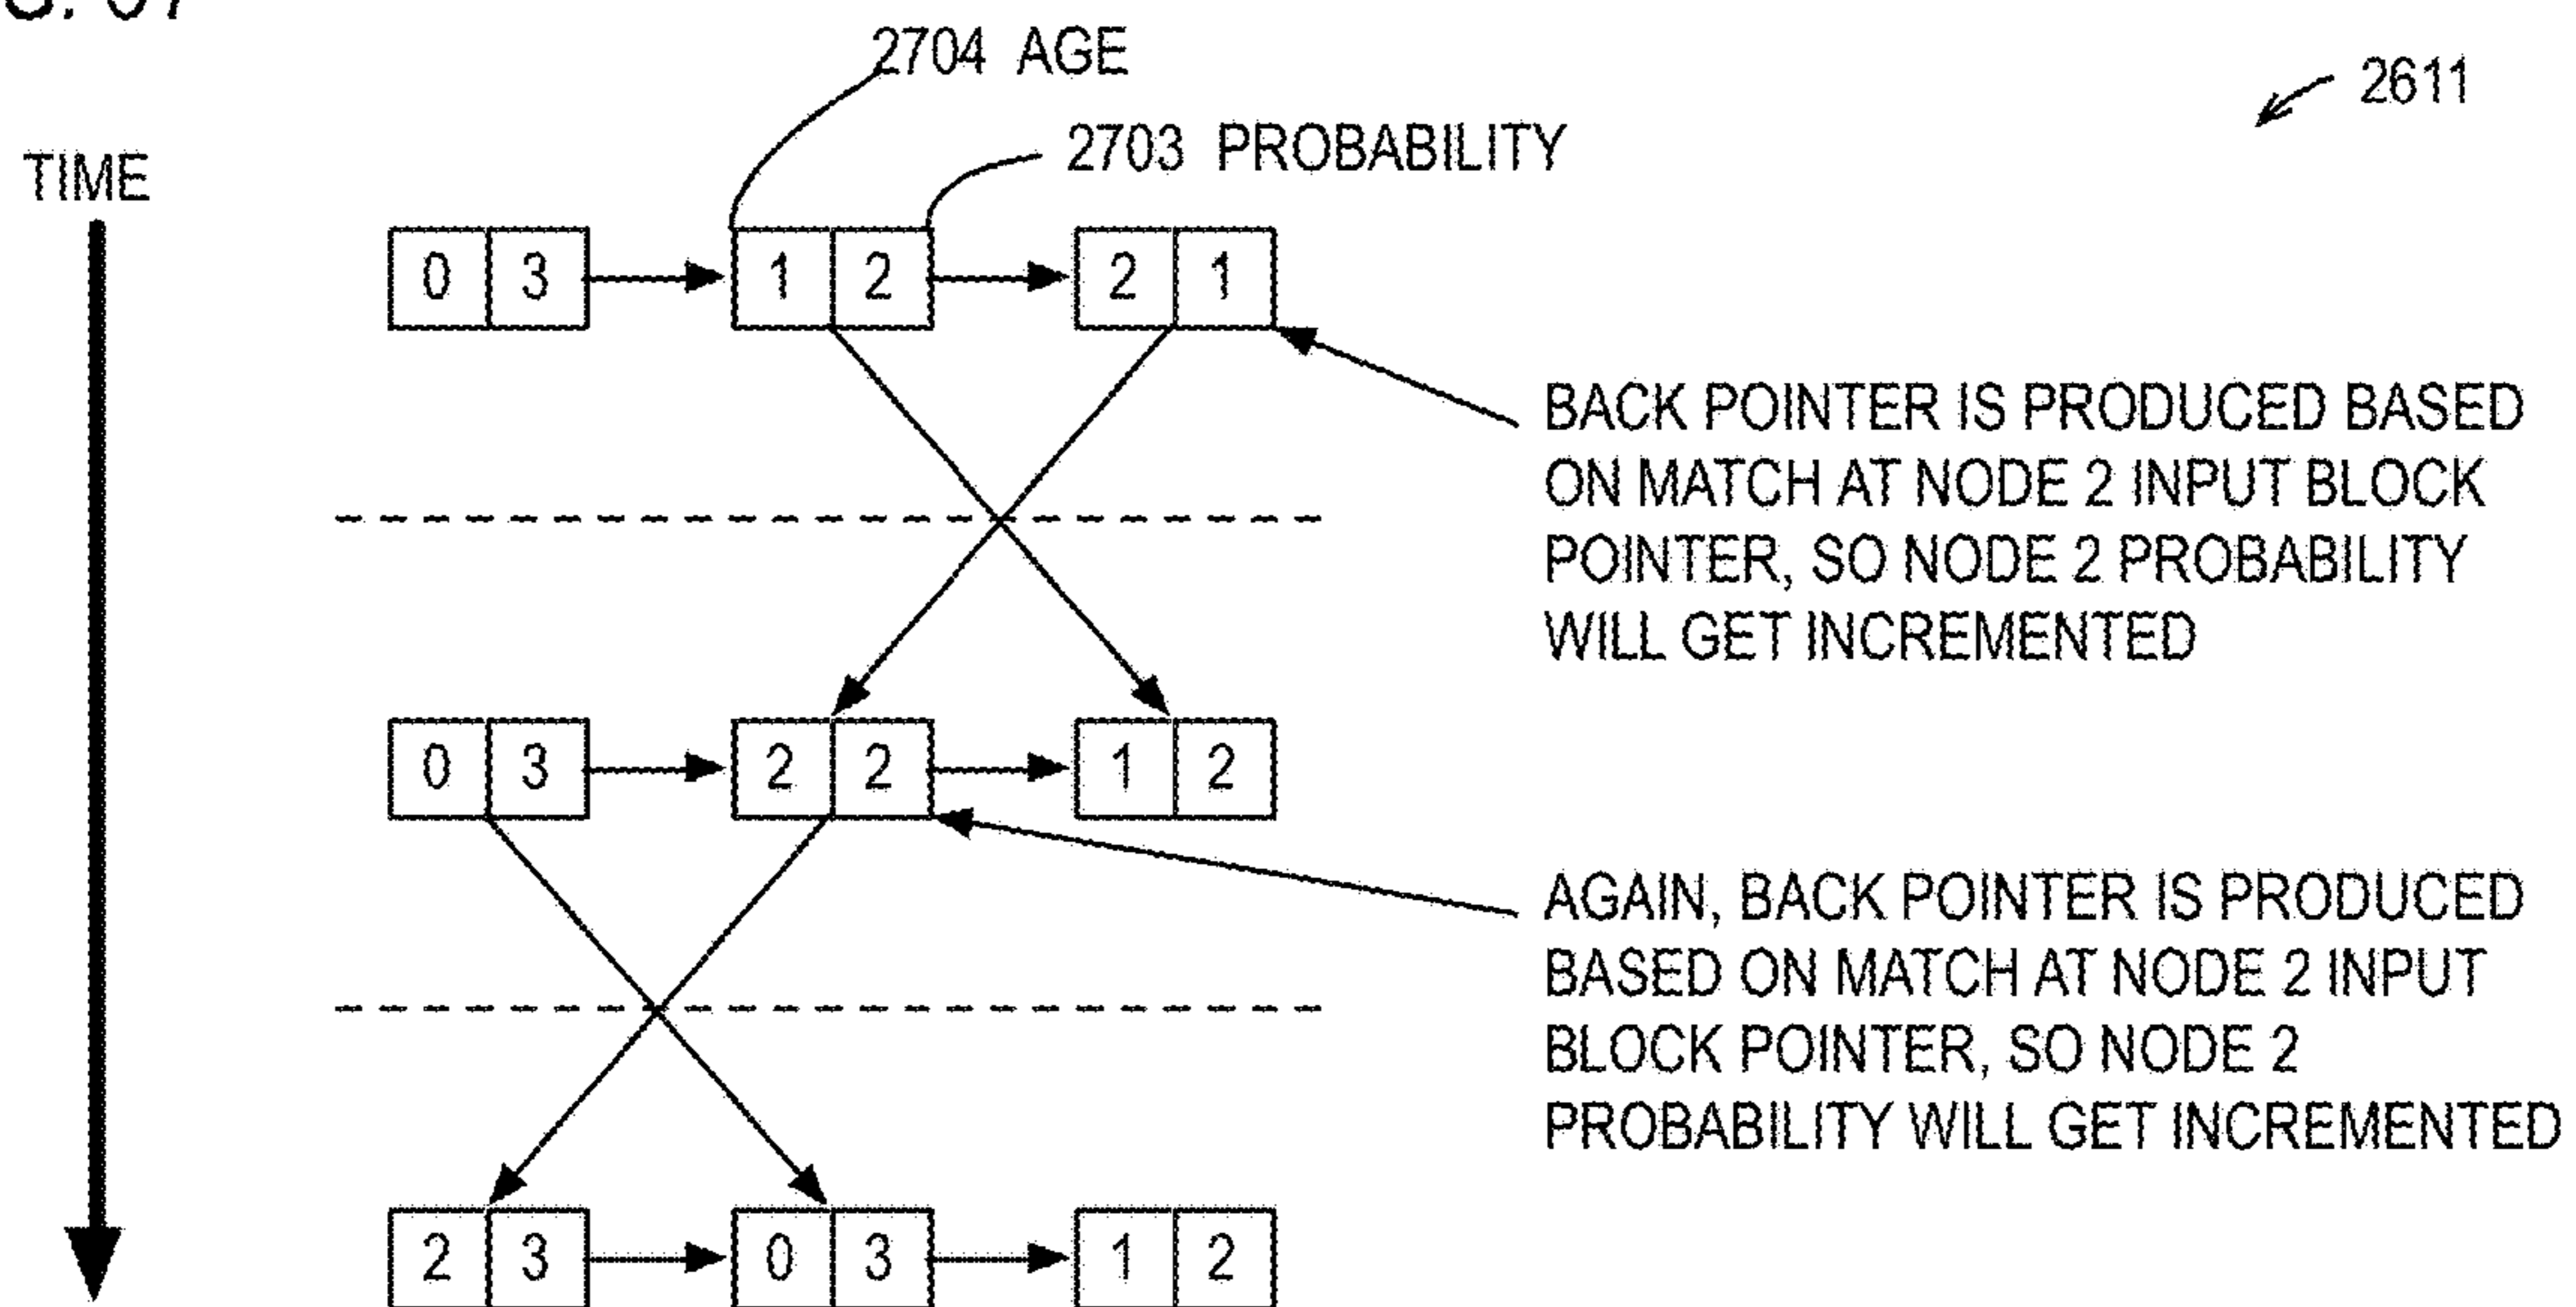 2704 AGE
2611
2703 PROBABILITY
TIME
0 3 1 2 2 1
BACK POINTER IS PRODUCED BASED
ON MATCH AT NODE 2 INPUT BLOCK
POINTER, SO NODE 2 PROBABILITY
WILL GET INCREMENTED
0 3 2 2 1 2
AGAIN, BACK POINTER IS PRODUCED
BASED ON MATCH AT NODE 2 INPUT
BLOCK POINTER, SO NODE 2
PROBABILITY WILL GET INCREMENTED
2 3 0 3 1 2